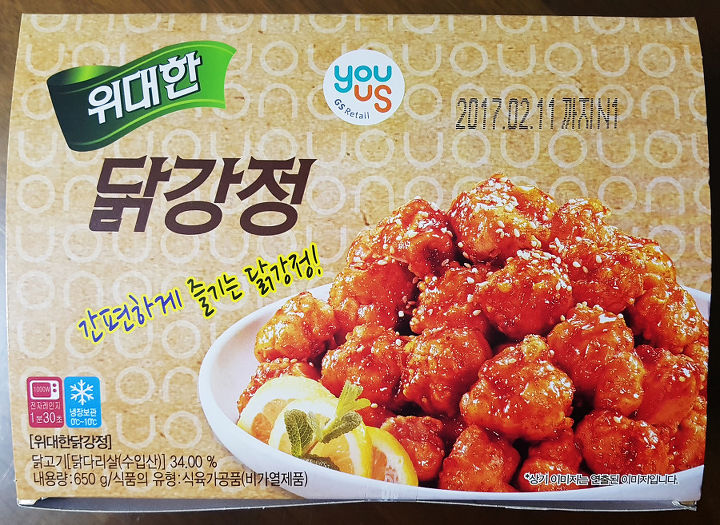 위대한
you
us
GS Retail
2017.02.11 까지N1
닭강정
간편하게 즐기는 닭강정!
1000W
전자레인지
1분30초
냉장보관
0℃~10℃
[위대한닭강정]
닭고기[닭다리살(수입산)] 34.00 %
내용량:650 g/식품의 유형:식육가공품(비가열제품)
*상기 이미지는 연출된 이미지입니다.